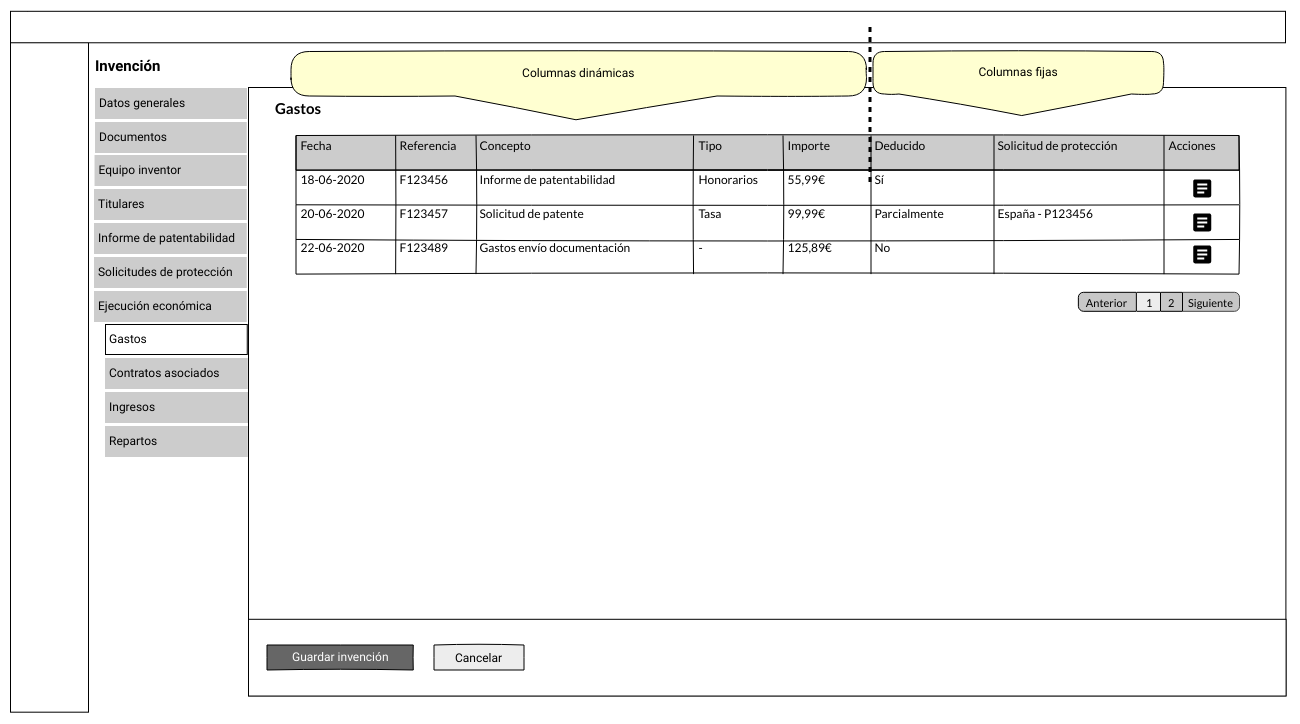 Invención
Columnas dinámicas
Columnas fijas
Datos generales
Documentos
Equipo inventor
Titulares
Informe de patentabilidad
Solicitudes de protección
Ejecución económica
Gastos
Contratos asociados
Ingresos
Repartos
Gastos
Fecha Referencia Concepto Tipo Importe Deducido Solicitud de protección Acciones
18-06-2020 F123456 Informe de patentabilidad Honorarios 55,99€ Sí
20-06-2020 F123457 Solicitud de patente Tasa 99,99€ Parcialmente España - P123456
22-06-2020 F123489 Gastos envío documentación - 125,89€ No
Anterior 1 2 Siguiente
Guardar invención Cancelar